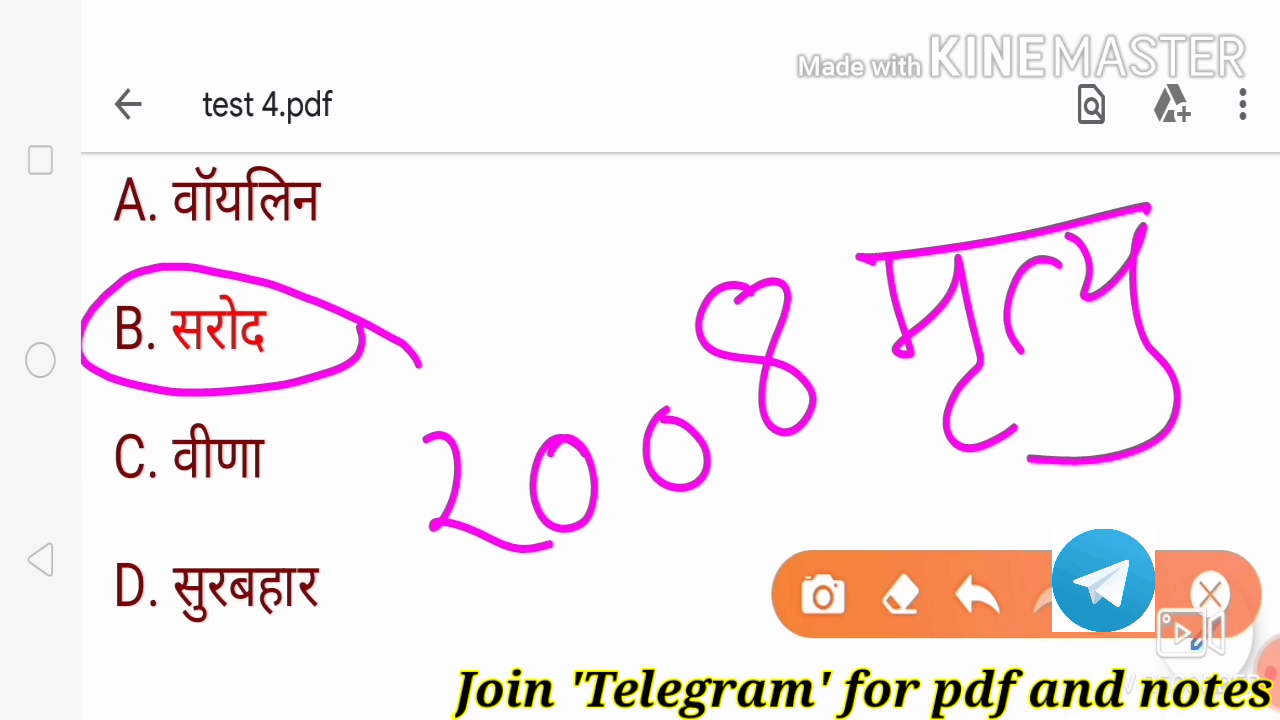 Made with KINEMASTER
test 4.pdf
A. वॉयलिन
B. सरोद
2008 मृत्यु
C. वीणा
D. सुरबहार
Join 'Telegram' for pdf and notes